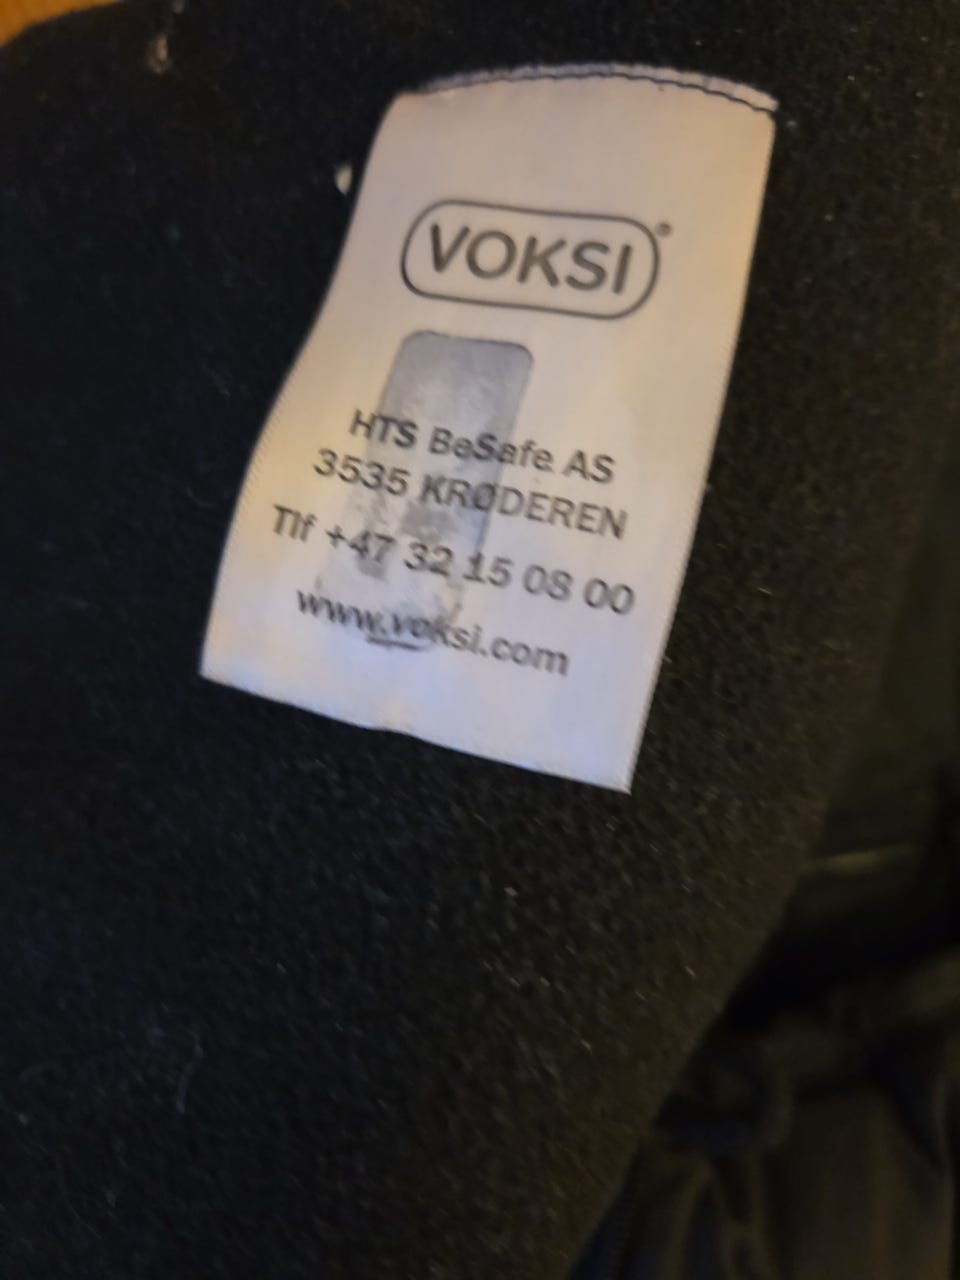 VOKSI®
HTS BeSafe AS
3535 KRØDEREN
Tlf +47 32 15 08 00
www.voksi.com